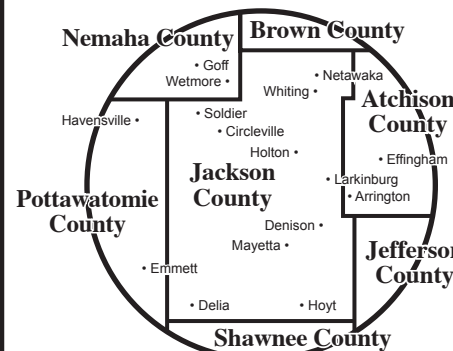 Nemaha County
Brown County
• Goff
Wetmore •
• Netawaka
Whiting •
Atchison
County
Havensville •
• Soldier
• Circleville
Holton •
• Effingham
Jackson
County
• Larkinburg
• Arrington
Pottawatomie
County
Denison •
Mayetta •
Jefferson
County
• Emmett
• Delia
• Hoyt
Shawnee County